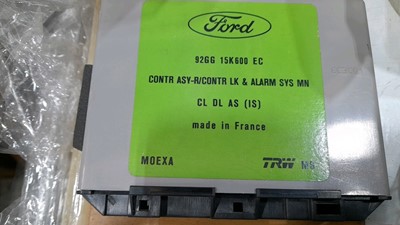 Ford
92GG 15K600 EC
CONTR ASY-R/CONTR LK & ALARM SYS MN
CL DL AS (IS)
made in France
MOEXA TRW N6